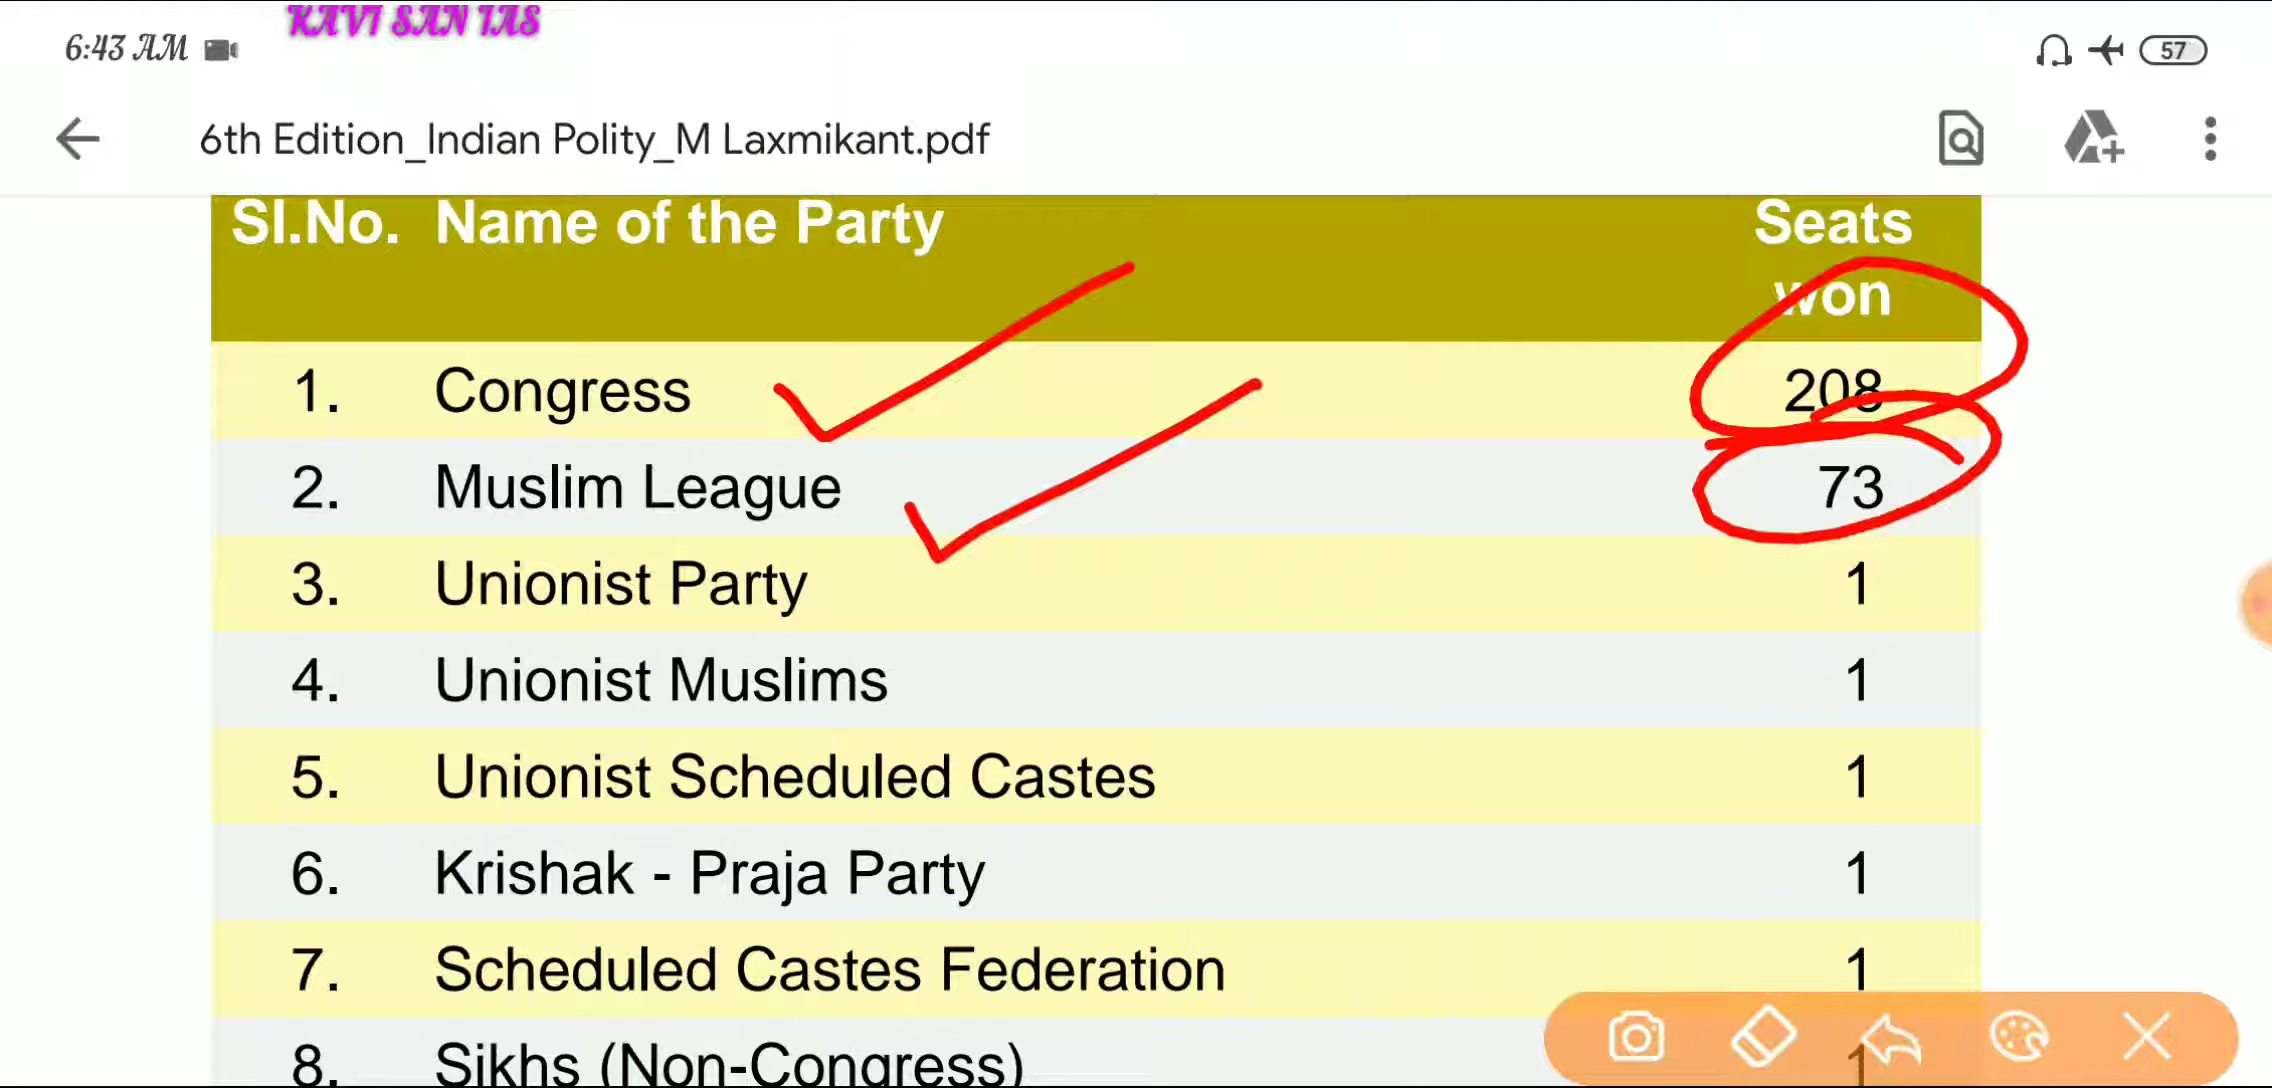 KAVI SAN IAS
6:43 AM
57
6th Edition_Indian Polity_M Laxmikant.pdf
Sl.No. Name of the Party Seats won
1. Congress 208
2. Muslim League 73
3. Unionist Party 1
4. Unionist Muslims 1
5. Unionist Scheduled Castes 1
6. Krishak - Praja Party 1
7. Scheduled Castes Federation 1
8. Sikhs (Non-Congress) 1